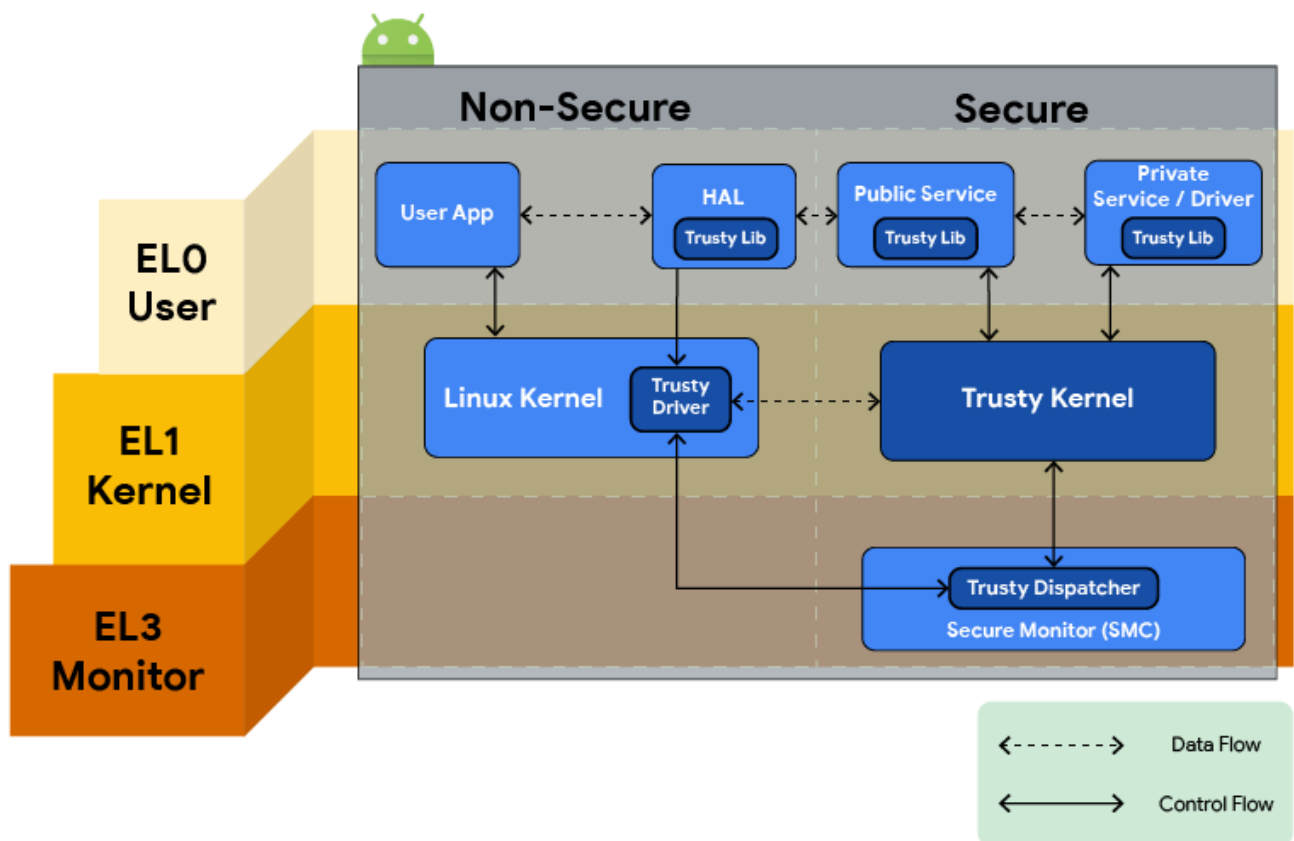 Non-Secure
Secure
EL0
User
User App
HAL
Trusty Lib
Public Service
Trusty Lib
Private
Service / Driver
Trusty Lib
EL1
Kernel
Linux Kernel
Trusty
Driver
Trusty Kernel
EL3
Monitor
Trusty Dispatcher
Secure Monitor (SMC)
Data Flow
Control Flow